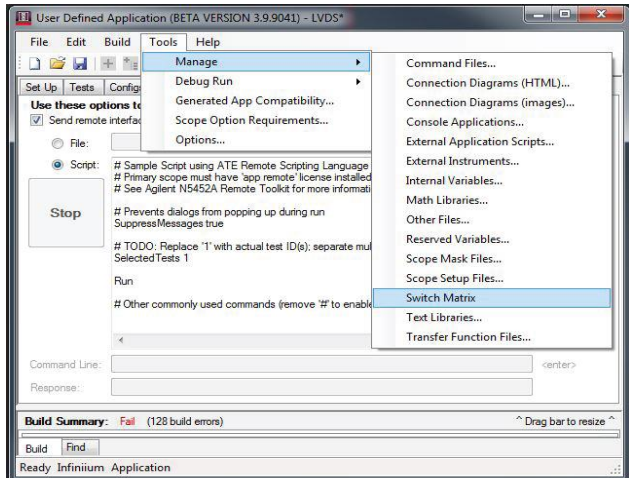 User Defined Application (BETA VERSION 3.9.9041) - LVDS*
File Edit Build Tools Help
Manage
Debug Run
Generated App Compatibility...
Scope Option Requirements...
Options...
Command Files...
Connection Diagrams (HTML)...
Connection Diagrams (images)...
Console Applications...
External Application Scripts...
External Instruments...
Internal Variables...
Math Libraries...
Other Files...
Reserved Variables...
Scope Mask Files...
Scope Setup Files...
Switch Matrix
Text Libraries...
Transfer Function Files...
Set Up Tests Config
Use these options to
Send remote interfac
File:
Script:
Stop
# Sample Script using ATE Remote Scripting Language
# Primary scope must have 'app remote' license installed
# See Agilent N5452A Remote Toolkit for more informati
# Prevents dialogs from popping up during run
SuppressMessages true
# TODO: Replace '1' with actual test ID(s); separate mul
SelectedTests 1
Run
# Other commonly used commands (remove '#' to enable
Command Line: <enter>
Response:
Build Summary: Fail (128 build errors) ^ Drag bar to resize ^
Build Find
Ready Infiniium Application